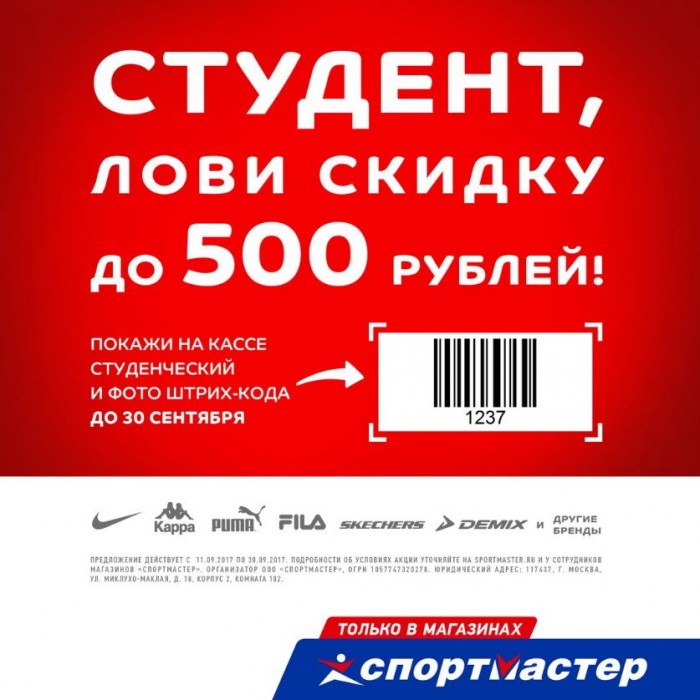 СТУДЕНТ,
ЛОВИ СКИДКУ
ДО 500 РУБЛЕЙ!
ПОКАЖИ НА КАССЕ
СТУДЕНЧЕСКИЙ
И ФОТО ШТРИХ-КОДА
ДО 30 СЕНТЯБРЯ
1237
Kappa PUMA FILA SKECHERS DEMIX И ДРУГИЕ
БРЕНДЫ
ПРЕДЛОЖЕНИЕ ДЕЙСТВУЕТ С 11.09.2017 ПО 30.09.2017. ПОДРОБНОСТИ ОБ УСЛОВИЯХ АКЦИИ УТОЧНЯЙТЕ НА SPORTMASTER.RU И У СОТРУДНИКОВ
МАГАЗИНОВ «СПОРТМАСТЕР». ОРГАНИЗАТОР ООО «СПОРТМАСТЕР», ОГРН 1057747320278. ЮРИДИЧЕСКИЙ АДРЕС: 117437, Г. МОСКВА,
УЛ. МИКЛУХО-МАКЛАЯ, Д. 18, КОРПУС 2, КОМНАТА 102.
ТОЛЬКО В МАГАЗИНАХ
СПОРТМАСТЕР